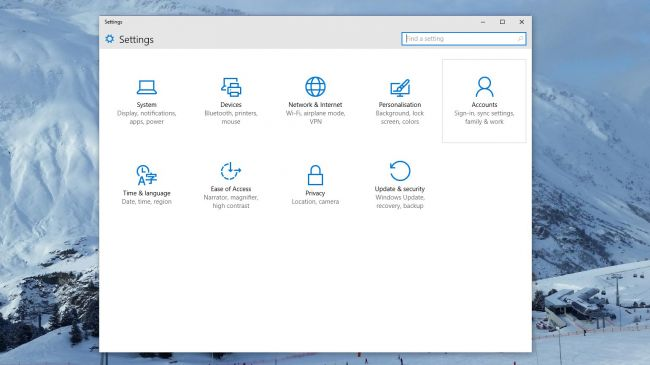 Settings
Settings
Find a setting
System
Display, notifications,
apps, power
Devices
Bluetooth, printers,
mouse
Network & Internet
Wi-Fi, airplane mode,
VPN
Personalisation
Background, lock
screen, colors
Accounts
Sign-in, sync settings,
family & work
A字
Time & language
Date, time, region
Ease of Access
Narrator, magnifier,
high contrast
Privacy
Location, camera
Update & security
Windows Update,
recovery, backup